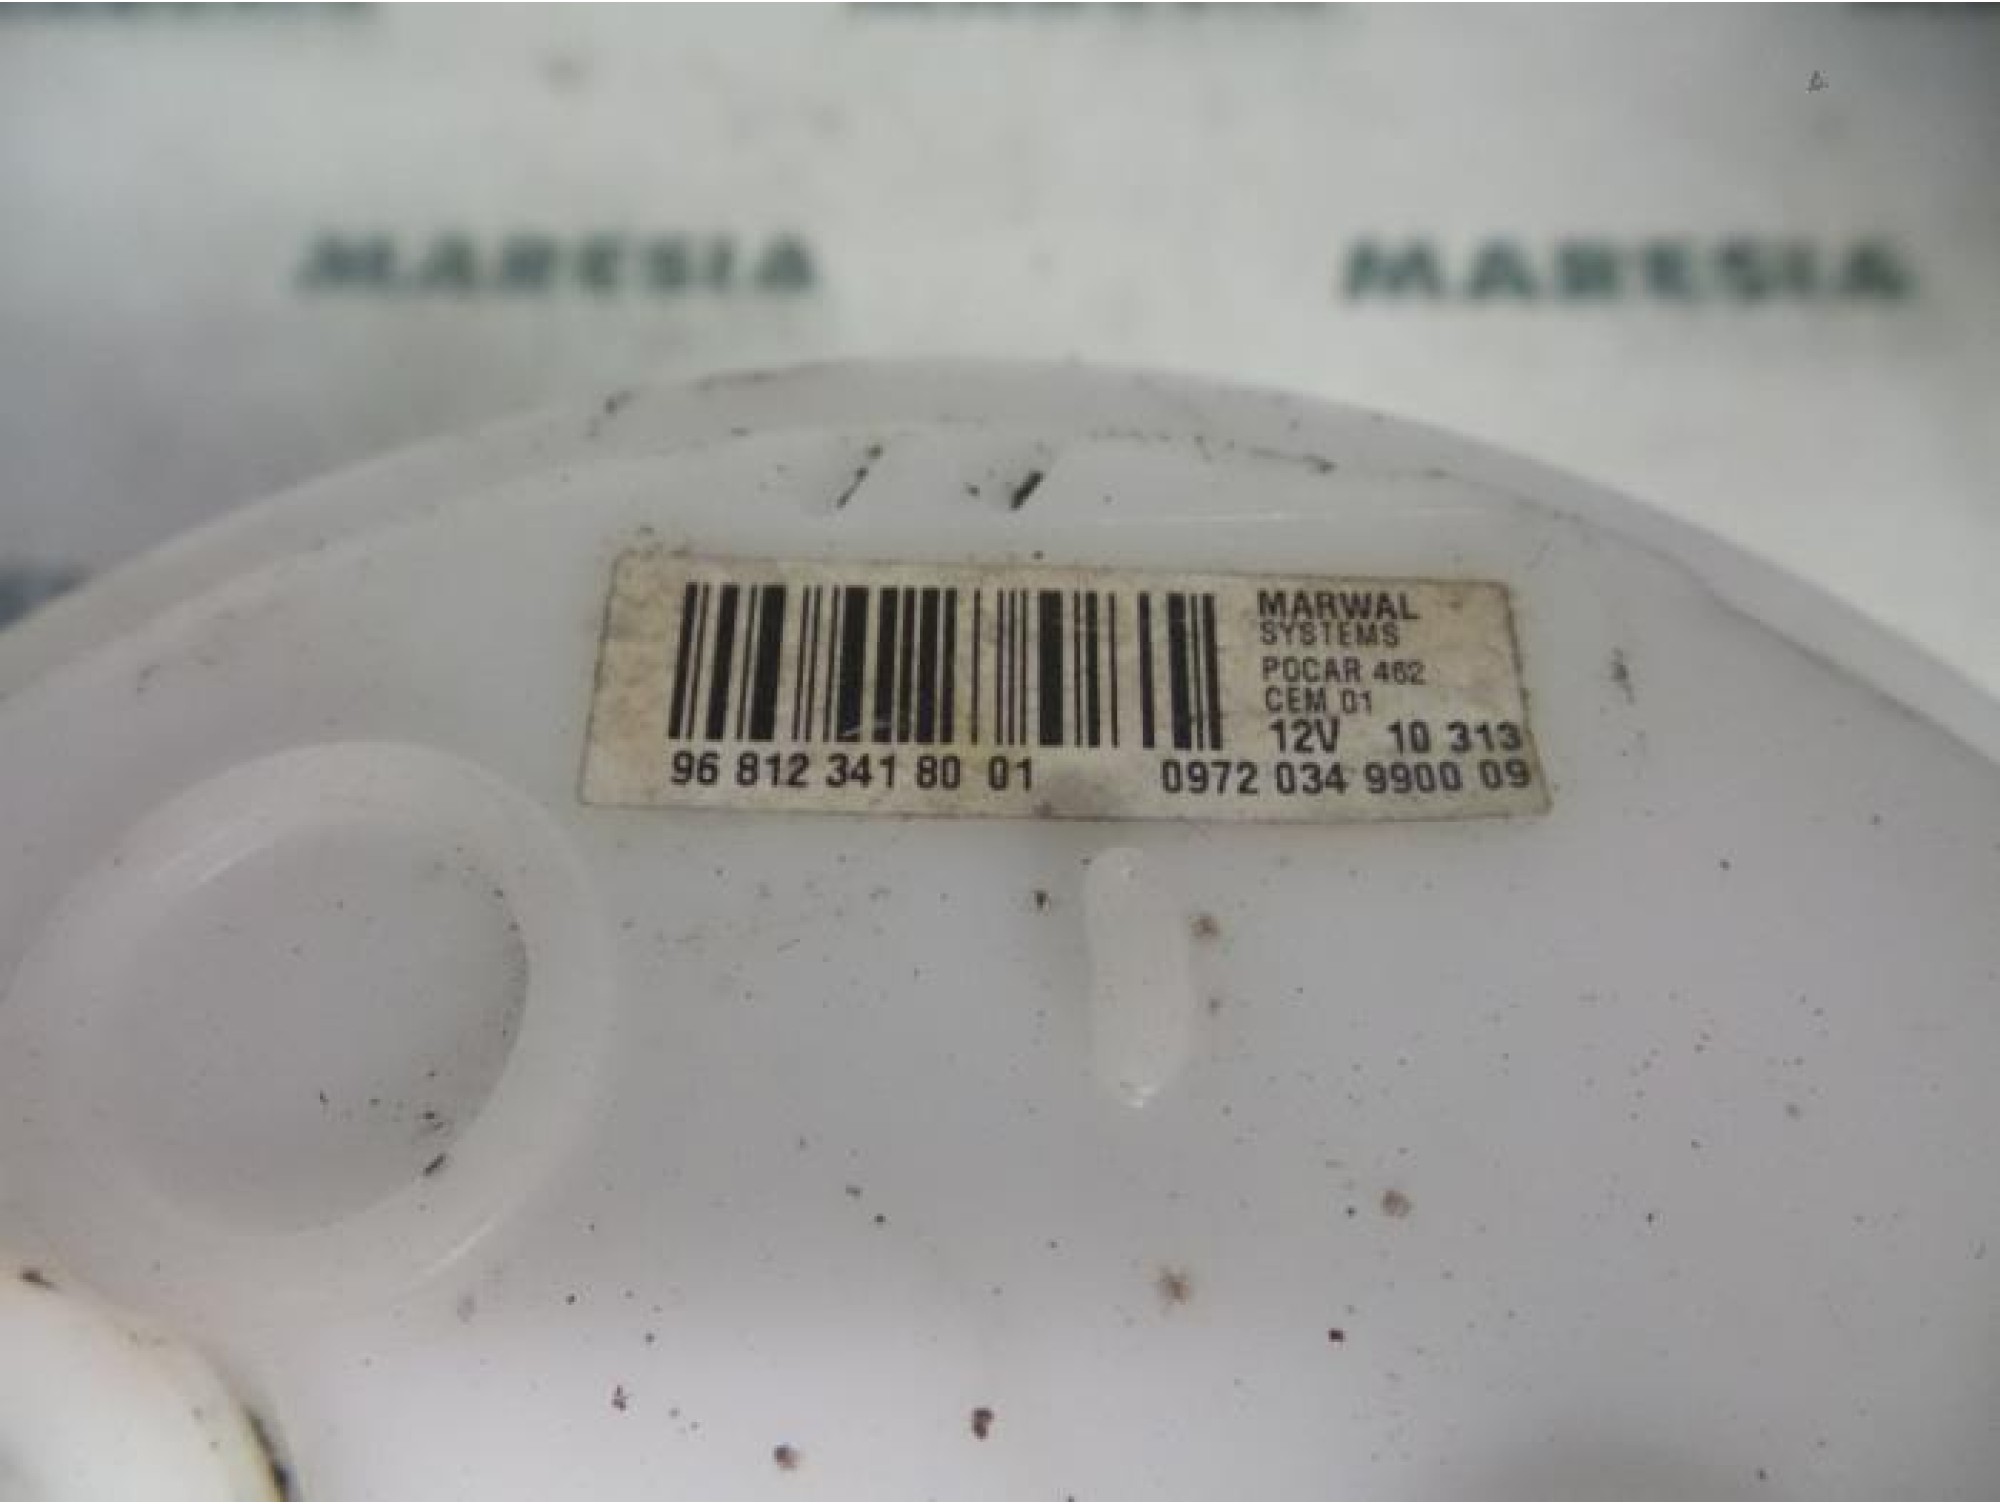 MARESIA MARESIA
MARWAL
SYSTEMS
POCAR 462
CEM 01
12V 10 313
96 812 341 80 01 0972 034 9900 09